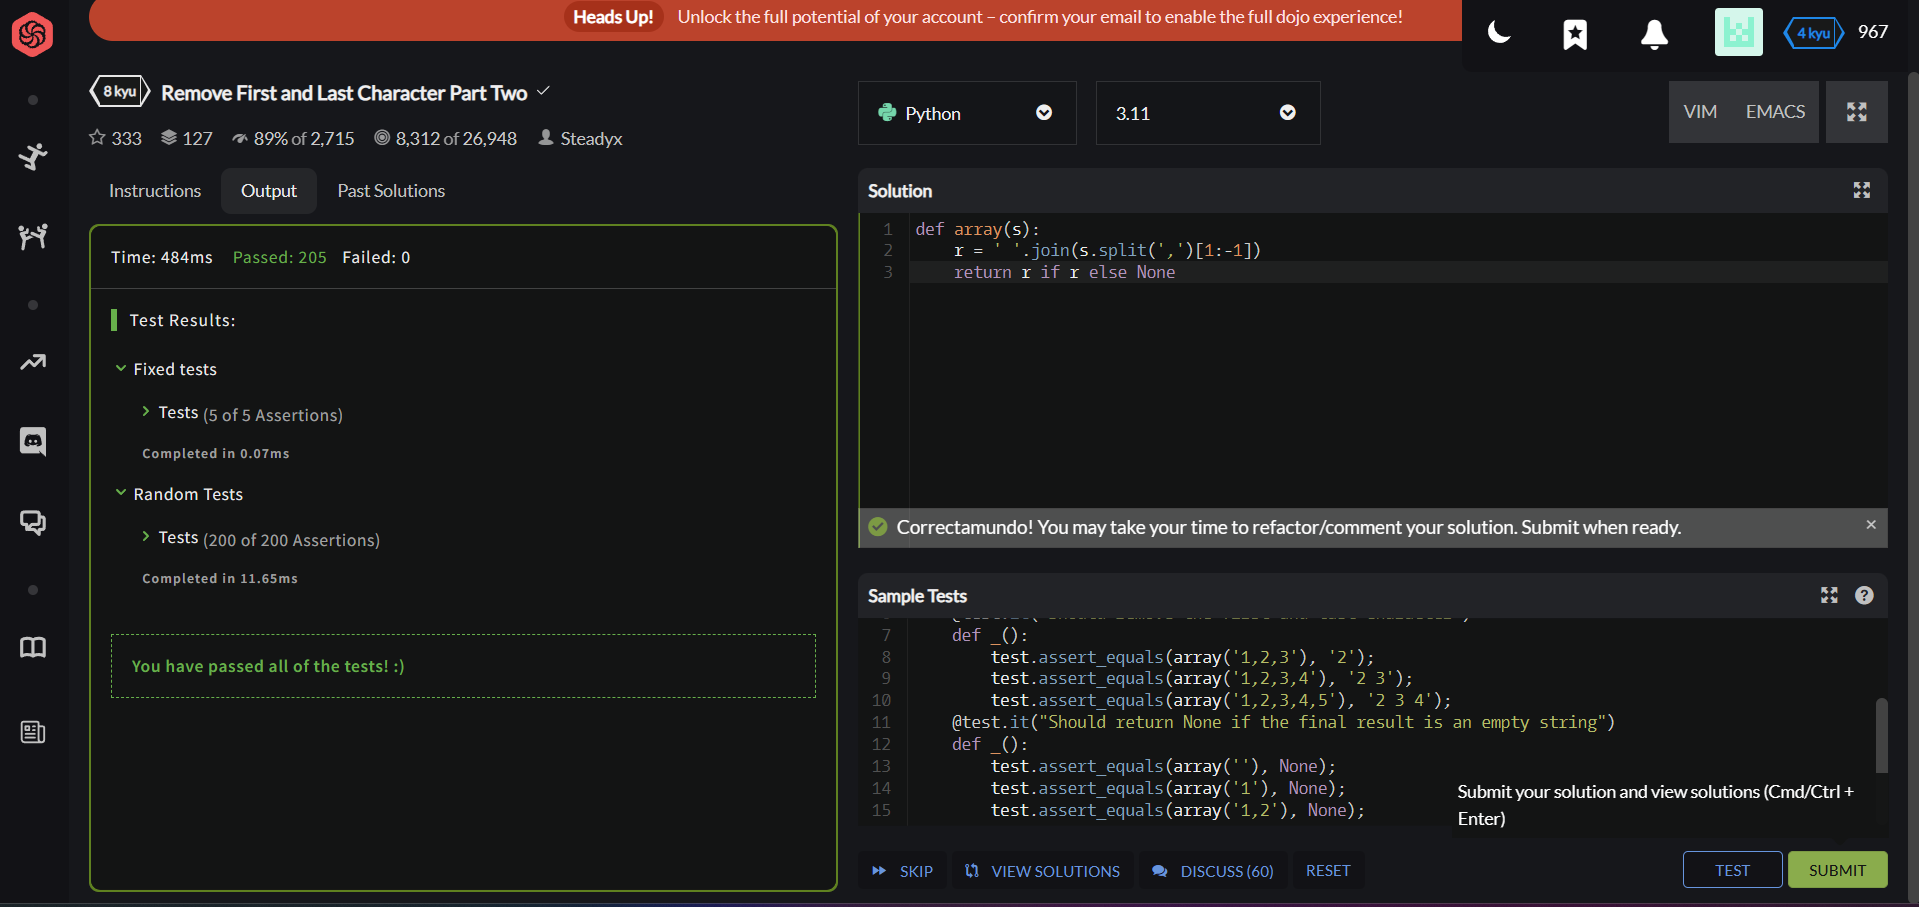 Heads Up! Unlock the full potential of your account – confirm your email to enable the full dojo experience!
4 kyu 967
8 kyu Remove First and Last Character Part Two
333 127 89% of 2,715 8,312 of 26,948 Steadyx
Instructions Output Past Solutions
Time: 484ms Passed: 205 Failed: 0
Test Results:
Fixed tests
Tests (5 of 5 Assertions)
Completed in 0.07ms
Random Tests
Tests (200 of 200 Assertions)
Completed in 11.65ms
You have passed all of the tests! :)
Python 3.11 VIM EMACS
Solution
1 def array(s):
2 r = ' '.join(s.split(',')[1:-1])
3 return r if r else None
Correctamundo! You may take your time to refactor/comment your solution. Submit when ready.
Sample Tests
7 def _():
8 test.assert_equals(array('1,2,3'), '2');
9 test.assert_equals(array('1,2,3,4'), '2 3');
10 test.assert_equals(array('1,2,3,4,5'), '2 3 4');
11 @test.it("Should return None if the final result is an empty string")
12 def _():
13 test.assert_equals(array(''), None);
14 test.assert_equals(array('1'), None);
15 test.assert_equals(array('1,2'), None);
Submit your solution and view solutions (Cmd/Ctrl +
Enter)
SKIP VIEW SOLUTIONS DISCUSS (60) RESET TEST SUBMIT